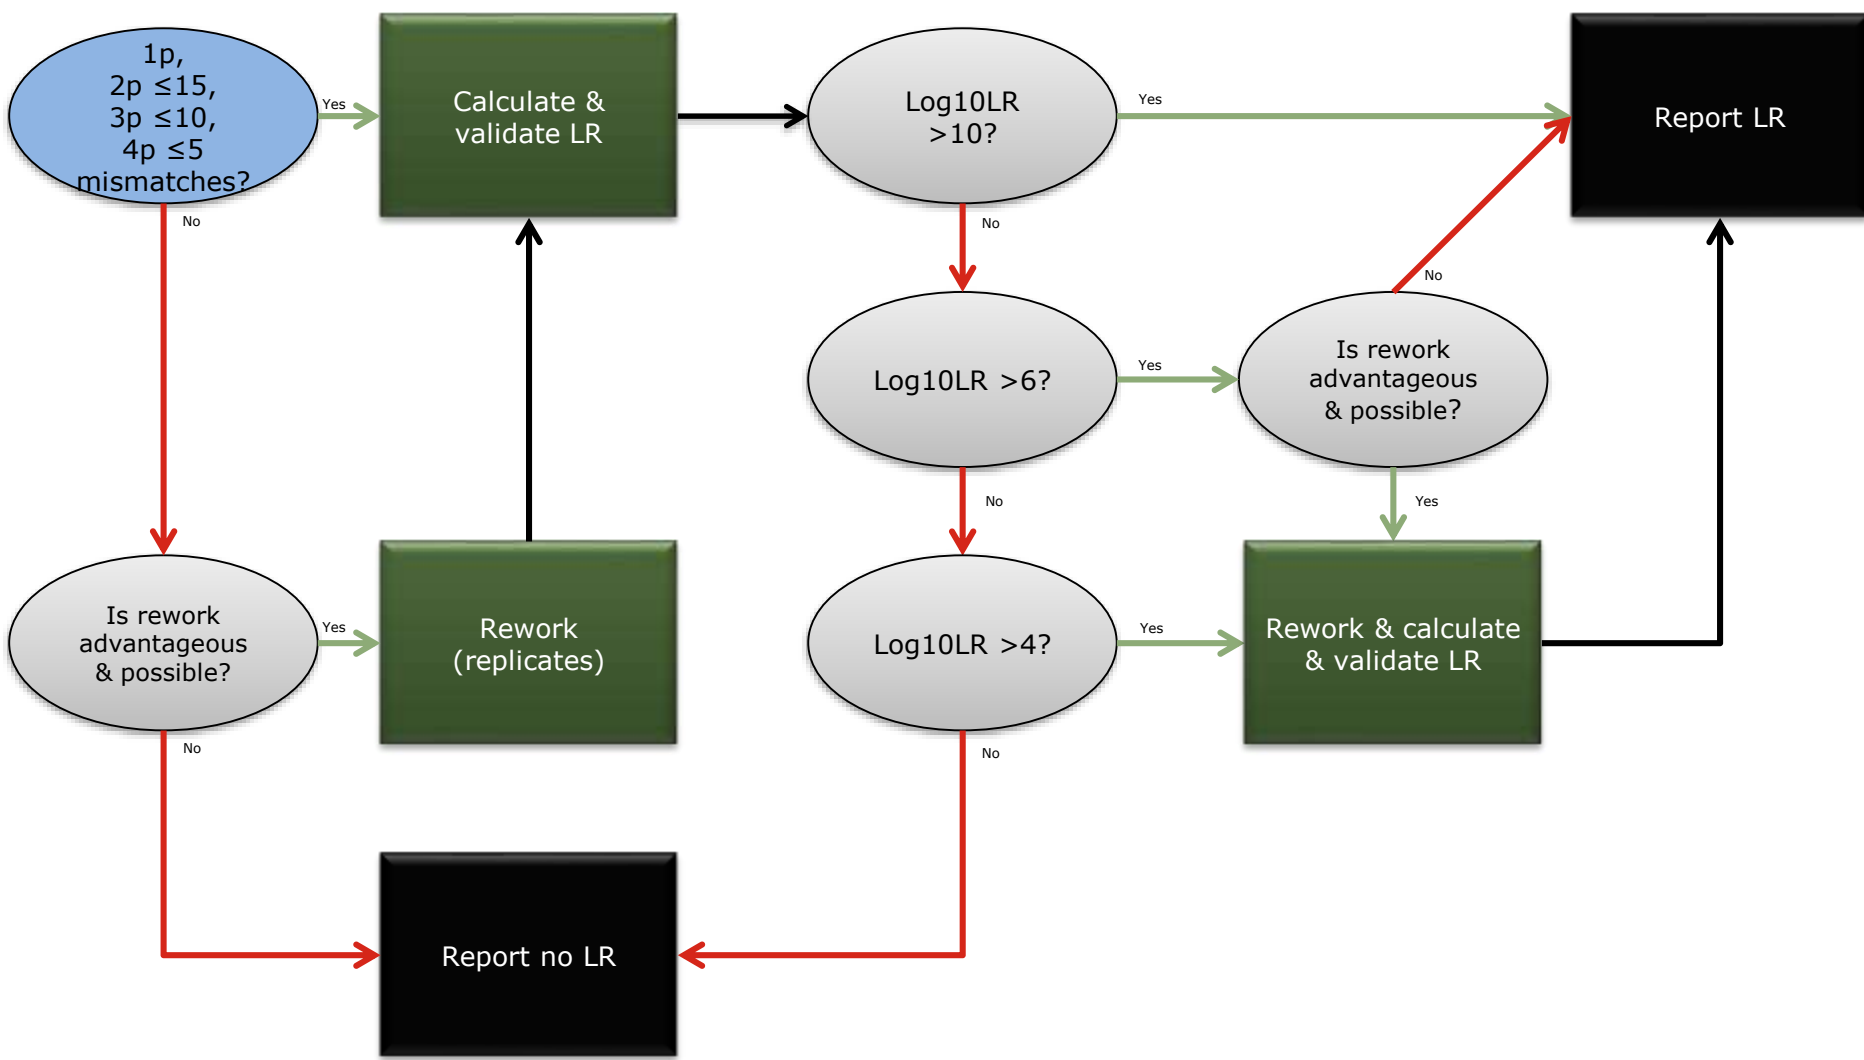 1p,
2p ≤15,
3p ≤10,
4p ≤5
mismatches?
Yes
Calculate &
validate LR
Log10LR
>10?
Yes
Report LR
No
No
No
Log10LR >6?
Yes
Is rework
advantageous
& possible?
No
Yes
Is rework
advantageous
& possible?
Yes
Rework
(replicates)
Log10LR >4?
Yes
Rework & calculate
& validate LR
No
No
Report no LR